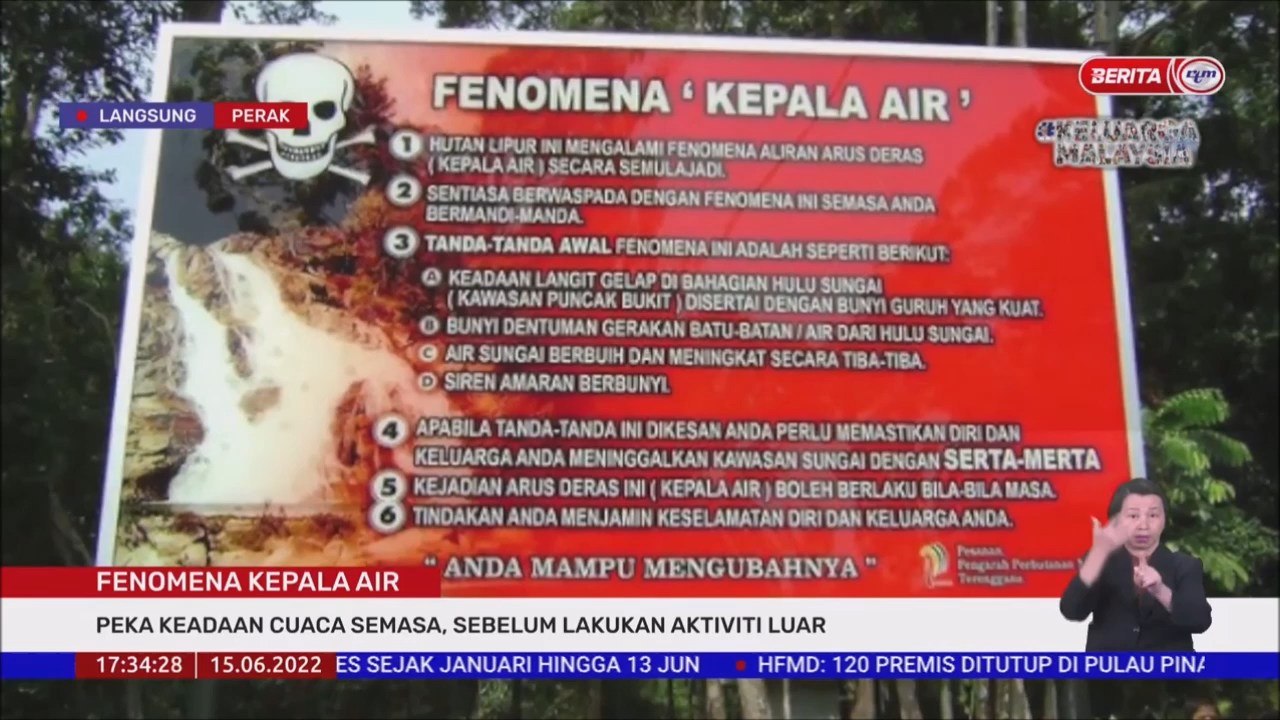 BERITA rtm
LANGSUNG PERAK
#KELUARGA
MALAYSIA
FENOMENA ‘ KEPALA AIR ’
1 HUTAN LIPUR INI MENGALAMI FENOMENA ALIRAN ARUS DERAS
( KEPALA AIR ) SECARA SEMULAJADI.
2 SENTIASA BERWASPADA DENGAN FENOMENA INI SEMASA ANDA
BERMANDI-MANDA.
3 TANDA-TANDA AWAL FENOMENA INI ADALAH SEPERTI BERIKUT:
A KEADAAN LANGIT GELAP DI BAHAGIAN HULU SUNGAI
( KAWASAN PUNCAK BUKIT ) DISERTAI DENGAN BUNYI GURUH YANG KUAT.
B BUNYI DENTUMAN GERAKAN BATU-BATAN / AIR DARI HULU SUNGAI.
C AIR SUNGAI BERBUIH DAN MENINGKAT SECARA TIBA-TIBA.
D SIREN AMARAN BERBUNYI.
4 APABILA TANDA-TANDA INI DIKESAN ANDA PERLU MEMASTIKAN DIRI DAN
KELUARGA ANDA MENINGGALKAN KAWASAN SUNGAI DENGAN SERTA-MERTA
5 KEJADIAN ARUS DERAS INI ( KEPALA AIR ) BOLEH BERLAKU BILA-BILA MASA.
6 TINDAKAN ANDA MENJAMIN KESELAMATAN DIRI DAN KELUARGA ANDA.
" ANDA MAMPU MENGUBAHNYA "
Pesanan
Pengarah Perhutanan
Terengganu
FENOMENA KEPALA AIR
PEKA KEADAAN CUACA SEMASA, SEBELUM LAKUKAN AKTIVITI LUAR
17:34:28 15.06.2022 ES SEJAK JANUARI HINGGA 13 JUN • HFMD: 120 PREMIS DITUTUP DI PULAU PINA